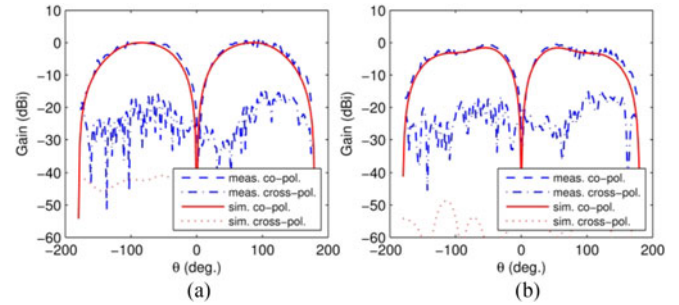 10
0
−10
−20
−30
−40
−50
−60
Gain (dBi)
meas. co−pol.
meas. cross−pol.
sim. co−pol.
sim. cross−pol.
−200 −100 0 100 200
θ (deg.)
(a)
10
0
−10
−20
−30
−40
−50
−60
Gain (dBi)
meas. co−pol.
meas. cross−pol.
sim. co−pol.
sim. cross−pol.
−200 −100 0 100 200
θ (deg.)
(b)